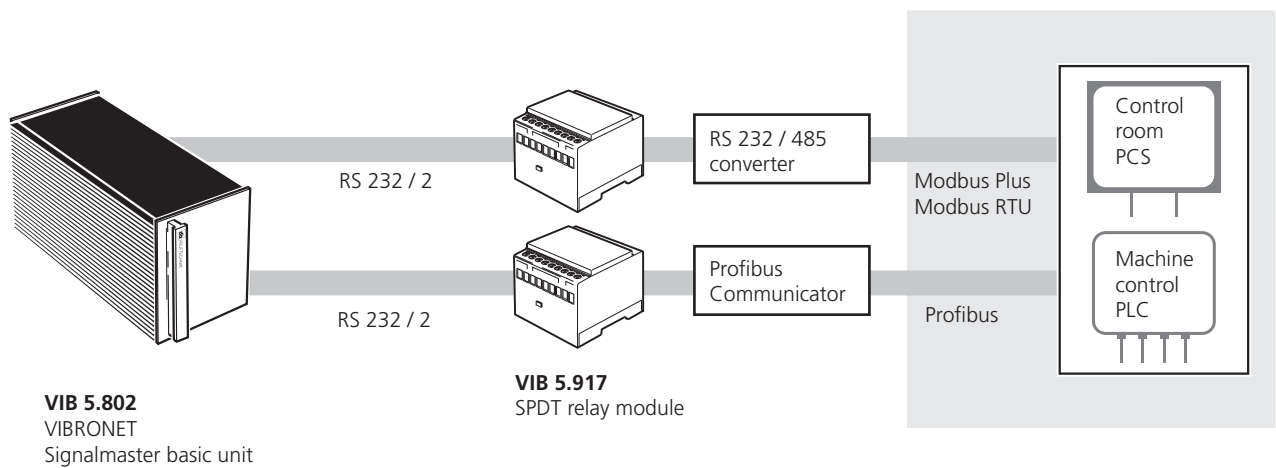 RS 232 / 2
RS 232 / 485
converter
Modbus Plus
Modbus RTU
Control
room
PCS
RS 232 / 2
Profibus
Communicator
Profibus
Machine
control
PLC
VIB 5.802
VIBRONET
Signalmaster basic unit
VIB 5.917
SPDT relay module